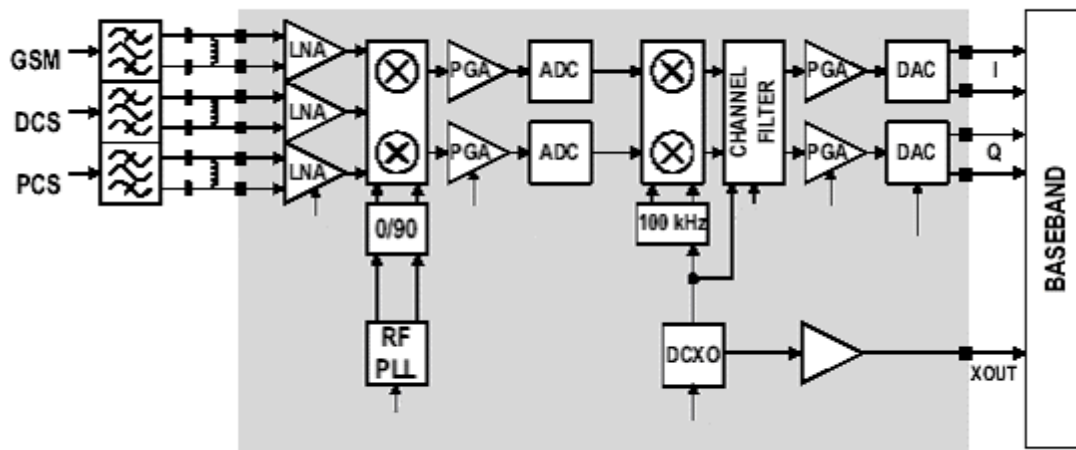 GSM
DCS
PCS
LNA
LNA
LNA
PGA
PGA
ADC
ADC
CHANNEL
FILTER
PGA
PGA
DAC
DAC
I
Q
BASEBAND
0/90
100 kHz
RF
PLL
DCXO
XOUT